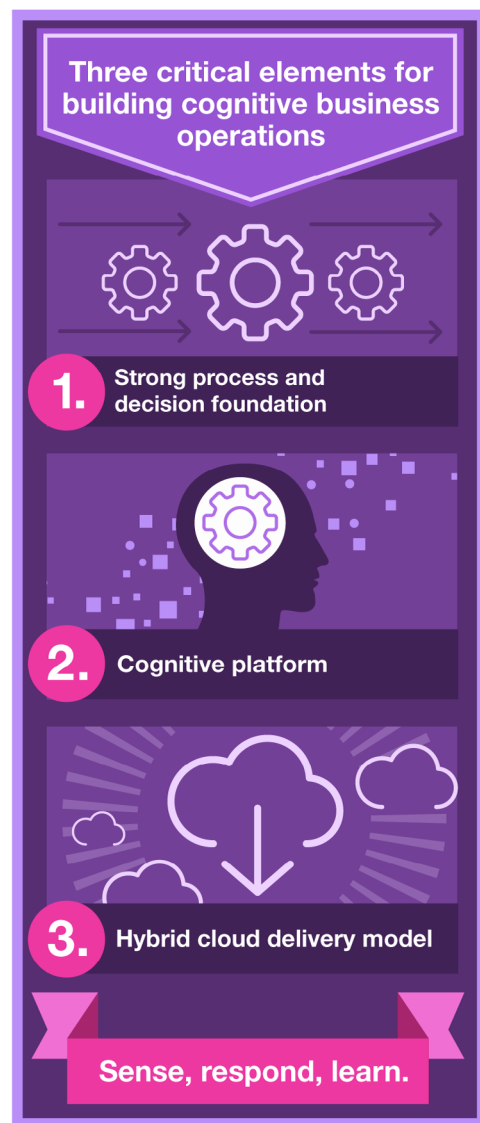 Three critical elements for
building cognitive business
operations
1.
Strong process and
decision foundation
2.
Cognitive platform
3.
Hybrid cloud delivery model
Sense, respond, learn.